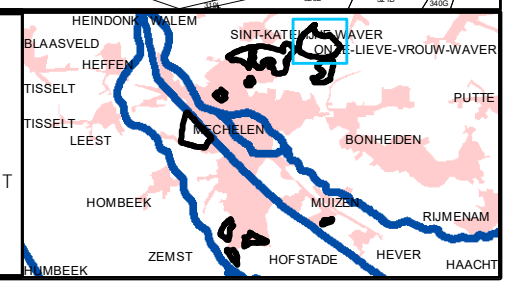 340G
HEINDONK WALEM
SINT-KATELIJNE-WAVER
BLAASVELD
ONZE-LIEVE-VROUW-WAVER
HEFFEN
TISSELT
PUTTE
TISSELT
MECHELEN
LEEST
BONHEIDEN
T
HOMBEEK
MUIZEN
RIJMENAM
ZEMST
HOFSTADE
HEVER
HAACHT
HUMBEEK